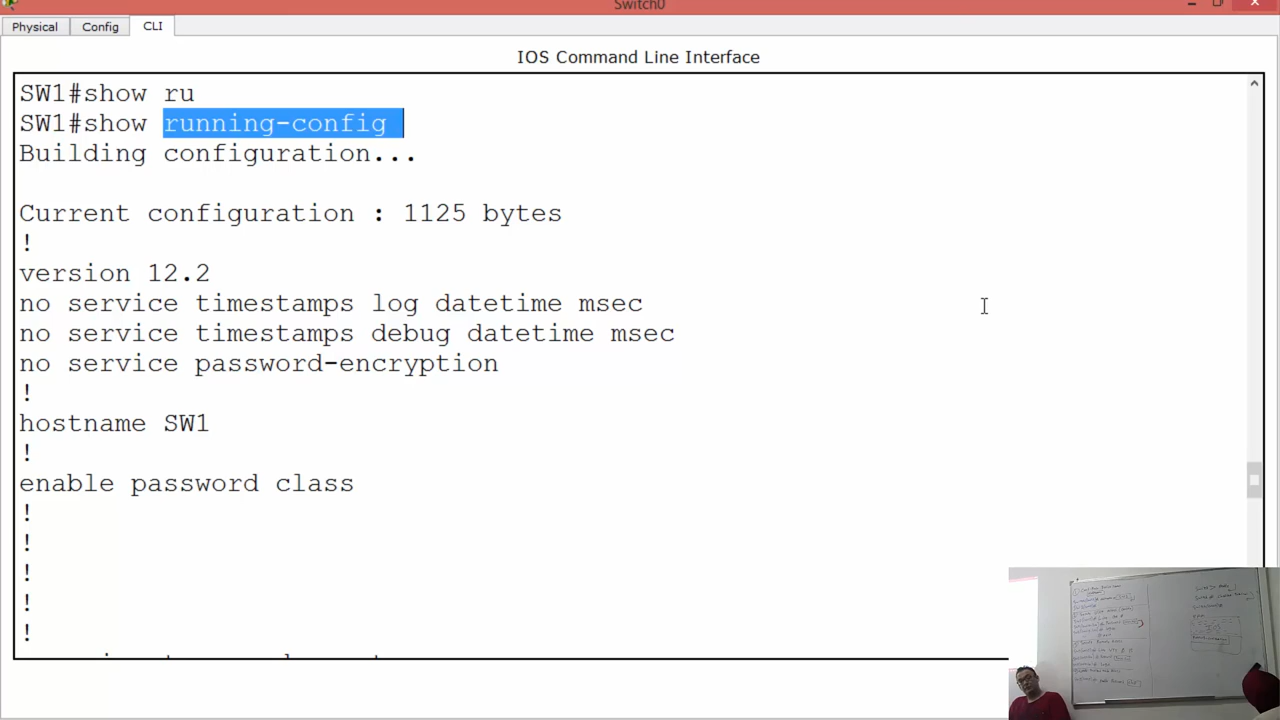 Switch0
Physical Config CLI
IOS Command Line Interface
SW1#show ru
SW1#show running-config
Building configuration...
Current configuration : 1125 bytes
!
version 12.2
no service timestamps log datetime msec
no service timestamps debug datetime msec
no service password-encryption
!
hostname SW1
!
enable password class
!
!
!
!
!